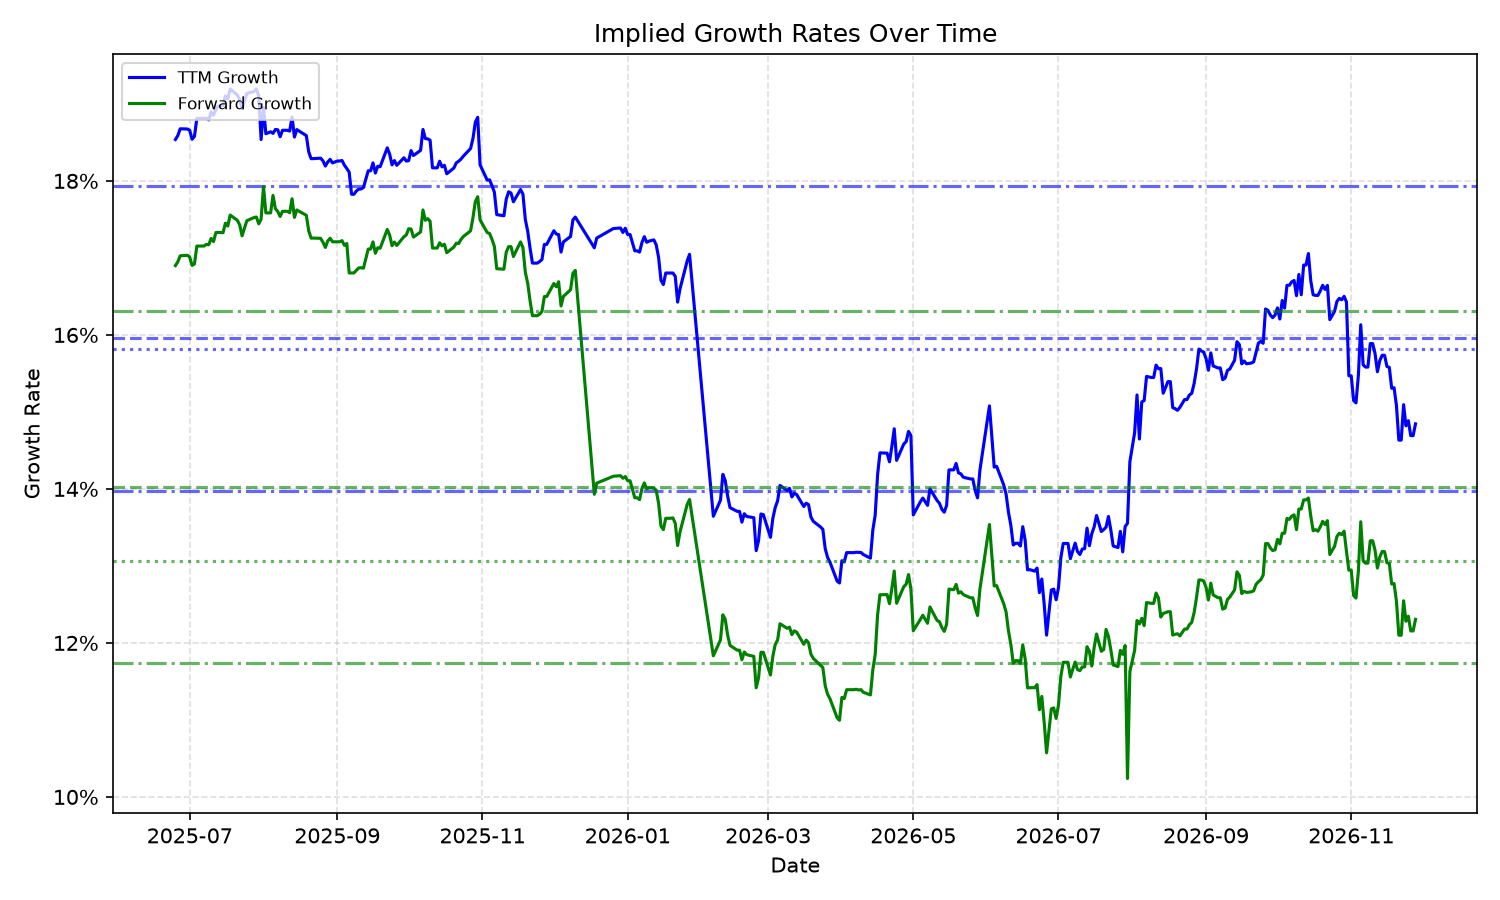 Implied Growth Rates Over Time
TTM Growth
Forward Growth
Growth Rate
18%
16%
14%
12%
10%
2025-07
2025-09
2025-11
2026-01
2026-03
2026-05
2026-07
2026-09
2026-11
Date